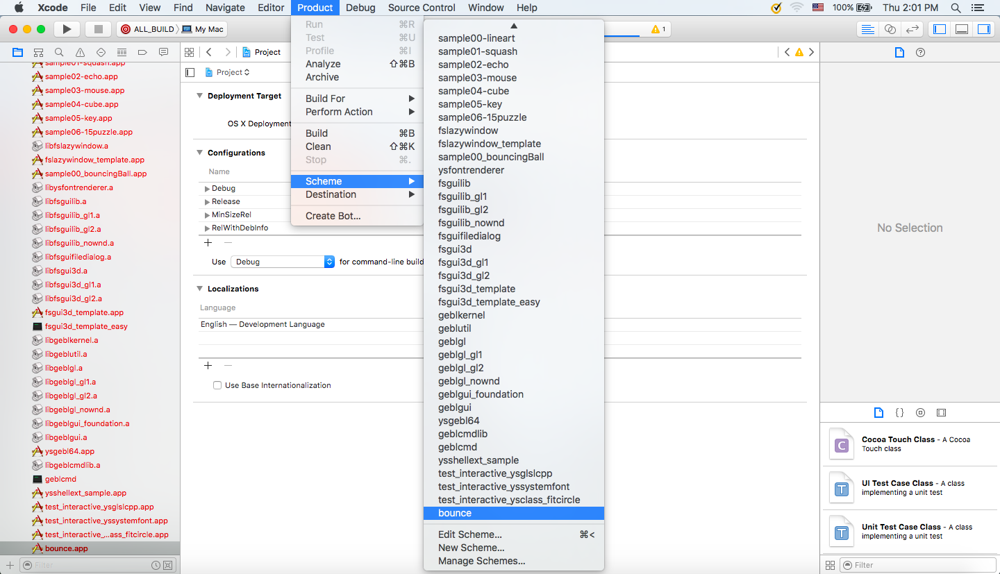 Xcode File Edit View Find Navigate Editor Product Debug Source Control Window Help 100% Thu 2:01 PM
ALL_BUILD My Mac 1
Project
Project
sample01-squash.app
sample02-echo.app
sample03-mouse.app
sample04-cube.app
sample05-key.app
sample06-15puzzle.app
libfslazywindow.a
fslazywindow_template.app
sample00_bouncingBall.app
libysfontrenderer.a
libfsguilib.a
libfsguilib_gl1.a
libfsguilib_gl2.a
libfsguilib_nownd.a
libfsguifiledialog.a
libfsgui3d.a
libfsgui3d_gl1.a
libfsgui3d_gl2.a
fsgui3d_template.app
fsgui3d_template_easy
libgeblkernel.a
libgeblutil.a
libgeblgl.a
libgeblgl_gl1.a
libgeblgl_gl2.a
libgeblgl_nownd.a
libgeblgui_foundation.a
libgeblgui.a
ysgebl64.app
libgeblcmdlib.a
geblcmd
ysshellext_sample.app
test_interactive_ysglslcpp.app
test_interactive_yssystemfont.app
test_interactive_...ass_fitcircle.app
bounce.app
Filter
Deployment Target
OS X Deployment
Configurations
Name
Debug
Release
MinSizeRel
RelWithDebInfo
Use Debug for command-line build
Localizations
Language
English — Development Language
Use Base Internationalization
Run ⌘R
Test ⌘U
Profile ⌘I
Analyze ⇧⌘B
Archive
Build For
Perform Action
Build ⌘B
Clean ⇧⌘K
Stop ⌘.
Scheme
Destination
Create Bot...
sample00-lineart
sample01-squash
sample02-echo
sample03-mouse
sample04-cube
sample05-key
sample06-15puzzle
fslazywindow
fslazywindow_template
sample00_bouncingBall
ysfontrenderer
fsguilib
fsguilib_gl1
fsguilib_gl2
fsguilib_nownd
fsguifiledialog
fsgui3d
fsgui3d_gl1
fsgui3d_gl2
fsgui3d_template
fsgui3d_template_easy
geblkernel
geblutil
geblgl
geblgl_gl1
geblgl_gl2
geblgl_nownd
geblgui_foundation
geblgui
ysgebl64
geblcmdlib
geblcmd
ysshellext_sample
test_interactive_ysglslcpp
test_interactive_yssystemfont
test_interactive_ysclass_fitcircle
bounce
Edit Scheme... ⌘<
New Scheme...
Manage Schemes...
No Selection
{ }
C
Cocoa Touch Class - A Cocoa
Touch class
T
UI Test Case Class - A class
implementing a unit test
T
Unit Test Case Class - A class
implementing a unit test
Filter